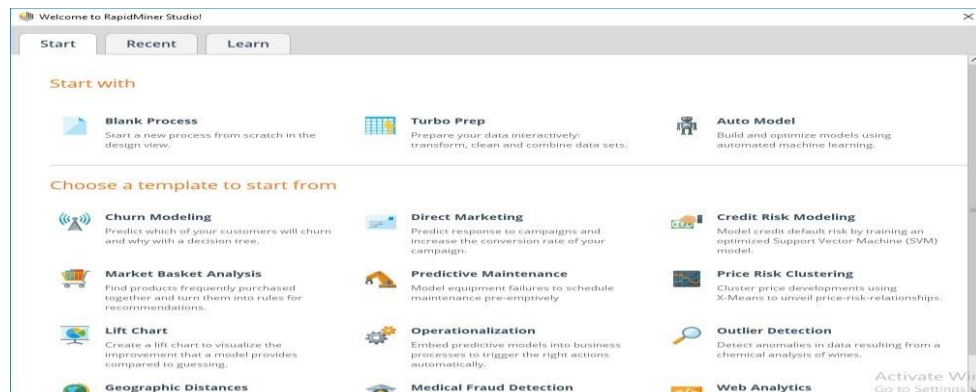 Welcome to RapidMiner Studio!
Start Recent Learn
Start with
Blank Process
Start a new process from scratch in the
design view.
Turbo Prep
Prepare your data interactively:
transform, clean and combine data sets.
Auto Model
Build and optimize models using
automated machine learning.
Choose a template to start from
Churn Modeling
Predict which of your customers will churn
and why with a decision tree.
Direct Marketing
Predict response to campaigns and
increase the conversion rate of your
campaign.
Credit Risk Modeling
Model credit default risk by training an
optimized Support Vector Machine (SVM)
model.
Market Basket Analysis
Find products frequently purchased
together and turn them into rules for
recommendations.
Predictive Maintenance
Model equipment failures to schedule
maintenance pre-emptively
Price Risk Clustering
Cluster price developments using
X-Means to unveil price-risk-relationships.
Lift Chart
Create a lift chart to visualize the
improvement that a model provides
compared to guessing.
Operationalization
Embed predictive models into business
processes to trigger the right actions
automatically.
Outlier Detection
Detect anomalies in data resulting from a
chemical analysis of wines.
Geographic Distances
Medical Fraud Detection
Web Analytics
Activate Wi
Go to Settings